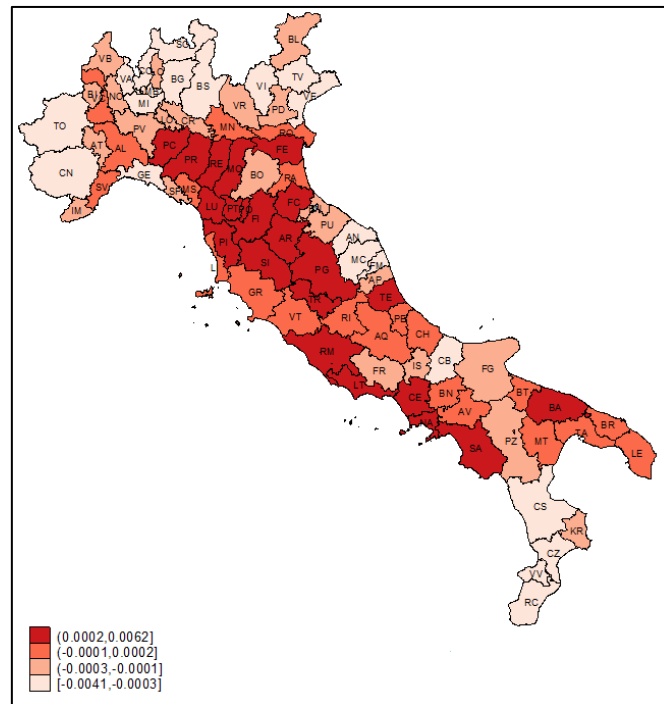 BL
SO
VB
TV
CO
VA
BG
BS
VI
VE
BI
NO
MI
VR
PD
TO
LO
CR
MN
RO
PV
AT
AL
PC
FE
PR
RE
MO
CN
GE
BO
RA
SV
SP
MS
FC
IM
LU
PT
PO
FI
PU
AN
PI
AR
MC
FM
L
SI
PG
AP
TE
GR
TR
VT
RI
PE
CH
AQ
RM
CB
FR
IS
FG
LT
CE
BN
BT
BA
NA
AV
BR
TA
SA
PZ
MT
LE
CS
KR
CZ
VV
RC
(0.0002,0.0062]
(-0.0001,0.0002]
(-0.0003,-0.0001]
[-0.0041,-0.0003]